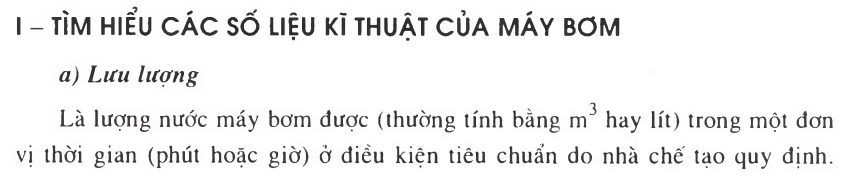 I – TÌM HIỂU CÁC SỐ LIỆU KĨ THUẬT CỦA MÁY BƠM
a) Lưu lượng
Là lượng nước máy bơm được (thường tính bằng m³ hay lít) trong một đơn
vị thời gian (phút hoặc giờ) ở điều kiện tiêu chuẩn do nhà chế tạo quy định.